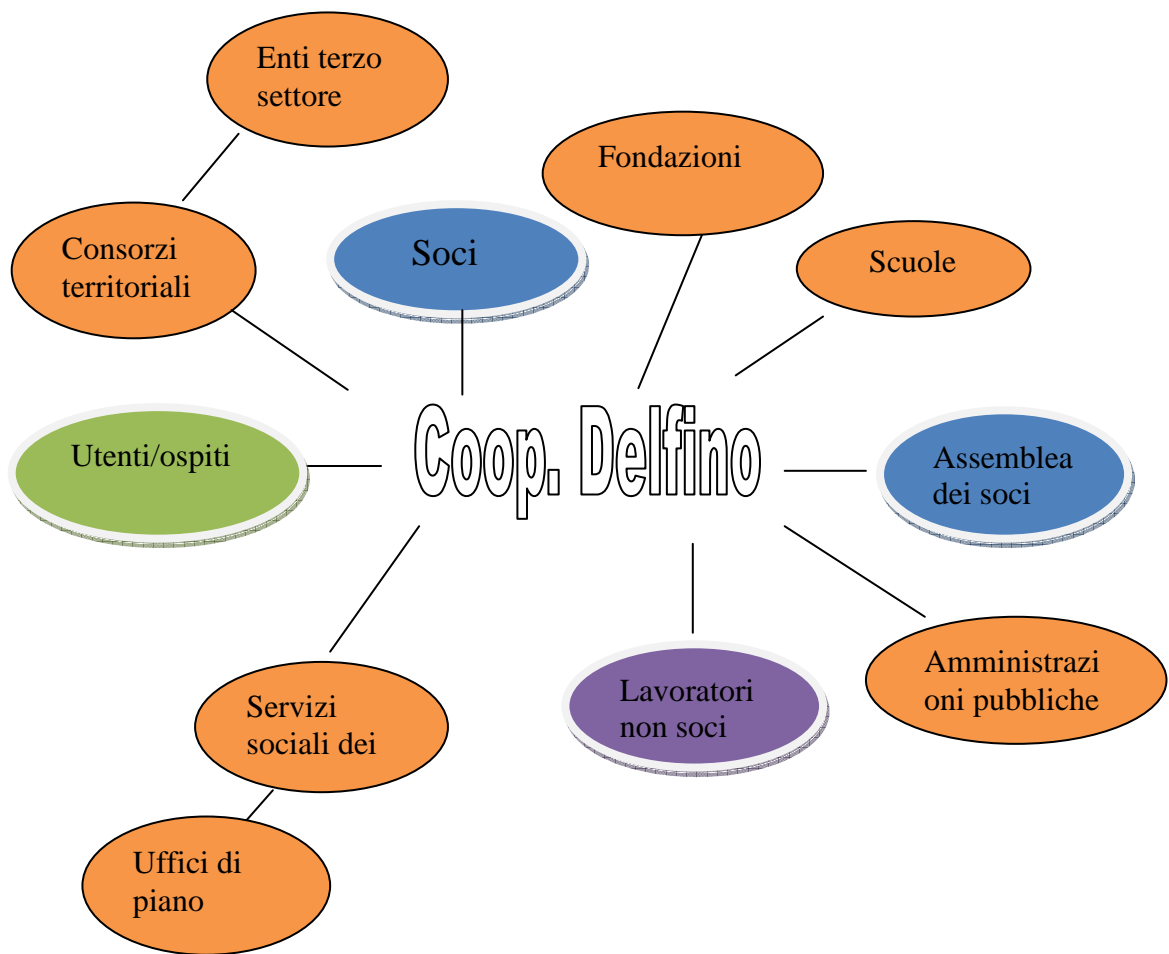 Enti terzo
settore
Fondazioni
Consorzi
territoriali
Soci
Scuole
Utenti/ospiti
Coop. Delfino
Assemblea
dei soci
Servizi
sociali dei
Lavoratori
non soci
Amministrazi
oni pubbliche
Uffici di
piano